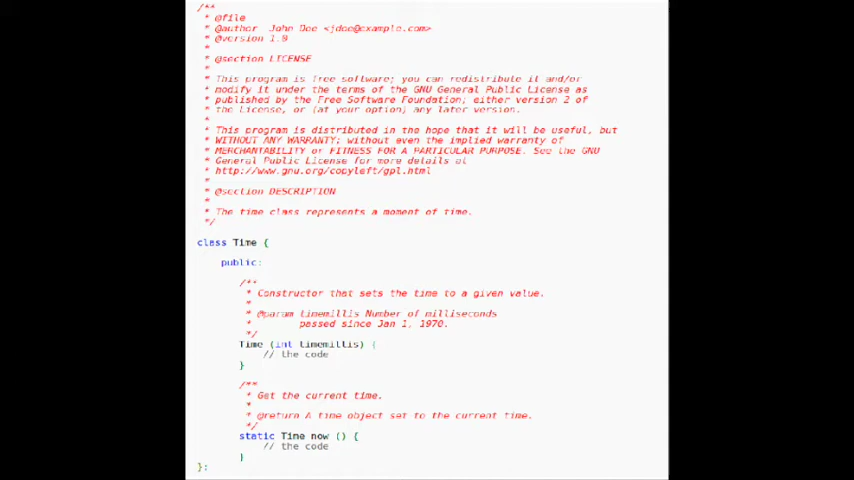 /**
* @file
* @author John Doe <jdoe@example.com>
* @version 1.0
*
* @section LICENSE
*
* This program is free software; you can redistribute it and/or
* modify it under the terms of the GNU General Public License as
* published by the Free Software Foundation; either version 2 of
* the License, or (at your option) any later version.
*
* This program is distributed in the hope that it will be useful, but
* WITHOUT ANY WARRANTY; without even the implied warranty of
* MERCHANTABILITY or FITNESS FOR A PARTICULAR PURPOSE. See the GNU
* General Public License for more details at
* http://www.gnu.org/copyleft/gpl.html
*
* @section DESCRIPTION
*
* The time class represents a moment of time.
*/
class Time {
public:
/**
* Constructor that sets the time to a given value.
*
* @param timemillis Number of milliseconds
* passed since Jan 1, 1970.
*/
Time (int timemillis) {
// the code
}
/**
* Get the current time.
*
* @return A time object set to the current time.
*/
static Time now () {
// the code
}
};